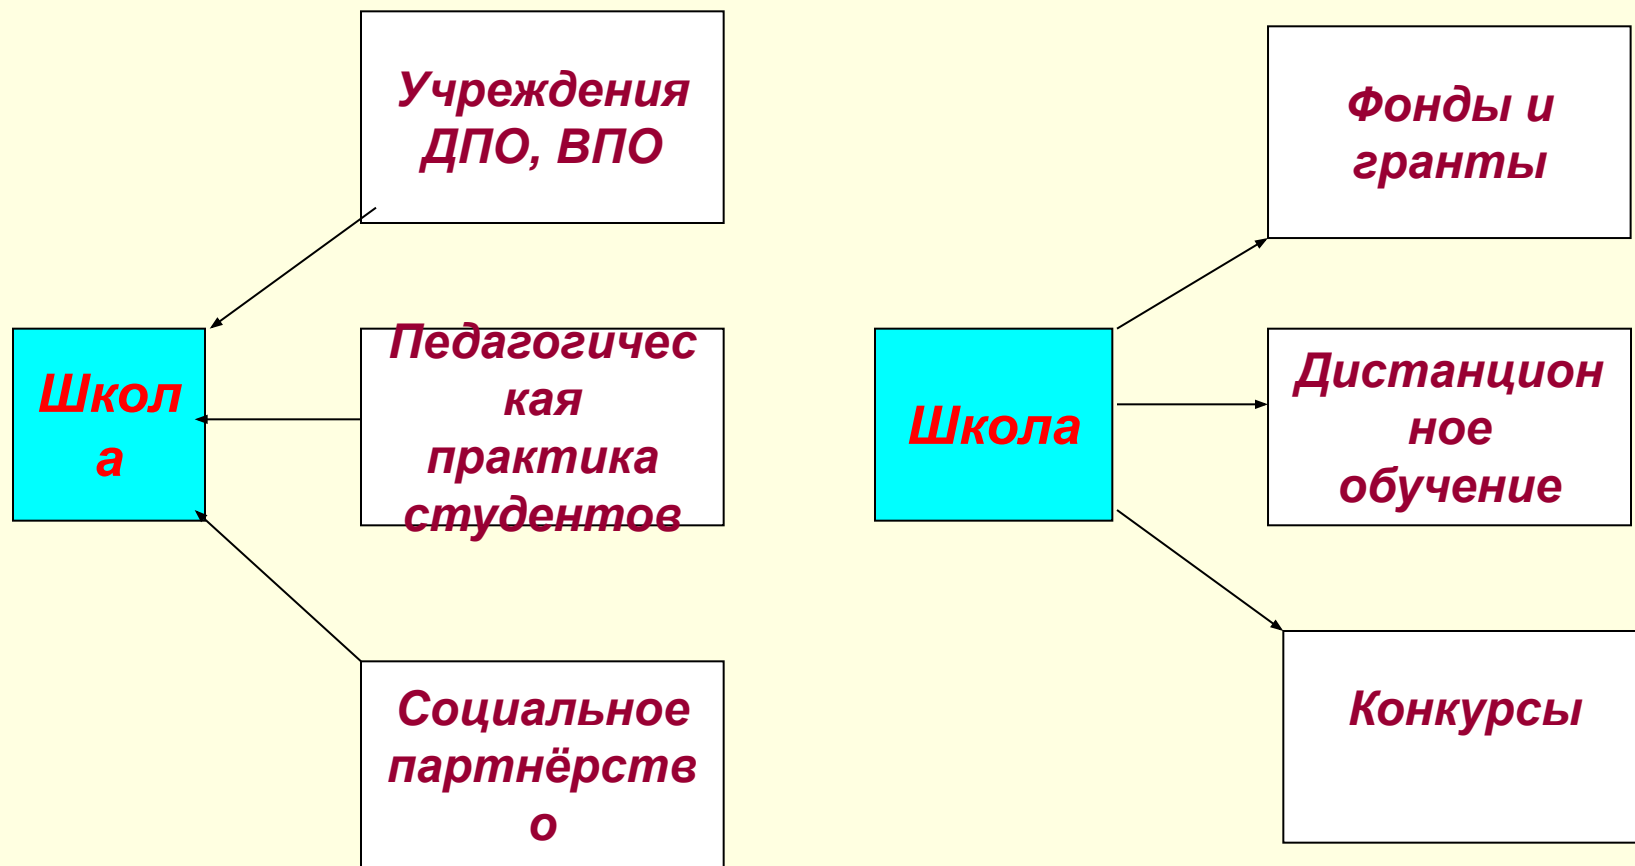 Учреждения
ДПО, ВПО
Школ
а
Педагогичес
кая
практика
студентов
Социальное
партнёрств
о
Фонды и
гранты
Школа
Дистанцион
ное
обучение
Конкурсы